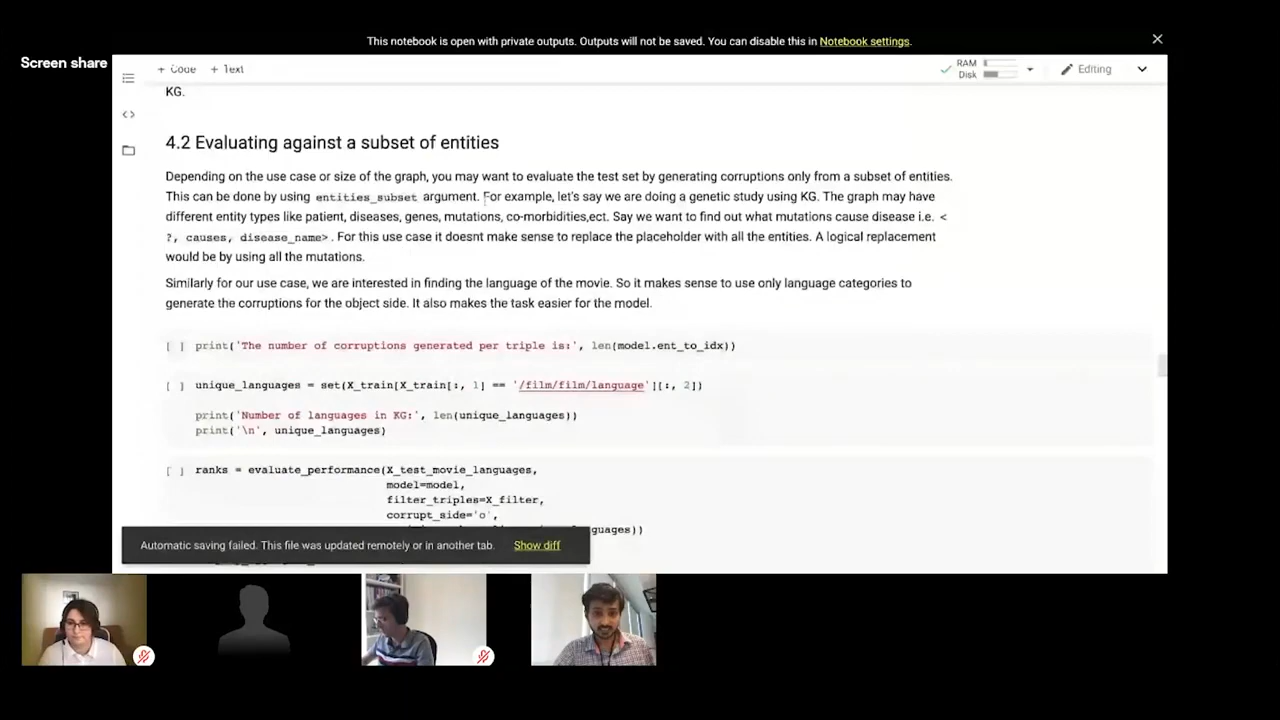 This notebook is open with private outputs. Outputs will not be saved. You can disable this in Notebook settings.
Screen share
+ Code + Text
RAM
Disk
Editing
KG.
4.2 Evaluating against a subset of entities
Depending on the use case or size of the graph, you may want to evaluate the test set by generating corruptions only from a subset of entities.
This can be done by using entities_subset argument. For example, let's say we are doing a genetic study using KG. The graph may have
different entity types like patient, diseases, genes, mutations, co-morbidities,ect. Say we want to find out what mutations cause disease i.e. <
?, causes, disease_name>. For this use case it doesnt make sense to replace the placeholder with all the entities. A logical replacement
would be by using all the mutations.
Similarly for our use case, we are interested in finding the language of the movie. So it makes sense to use only language categories to
generate the corruptions for the object side. It also makes the task easier for the model.
[ ] print('The number of corruptions generated per triple is:', len(model.ent_to_idx))
[ ] unique_languages = set(X_train[X_train[:, 1] == '/film/film/language'][:, 2])
print('Number of languages in KG:', len(unique_languages))
print('\n', unique_languages)
[ ] ranks = evaluate_performance(X_test_movie_languages,
model=model,
filter_triples=X_filter,
corrupt_side='o',
guages))
Automatic saving failed. This file was updated remotely or in another tab. Show diff